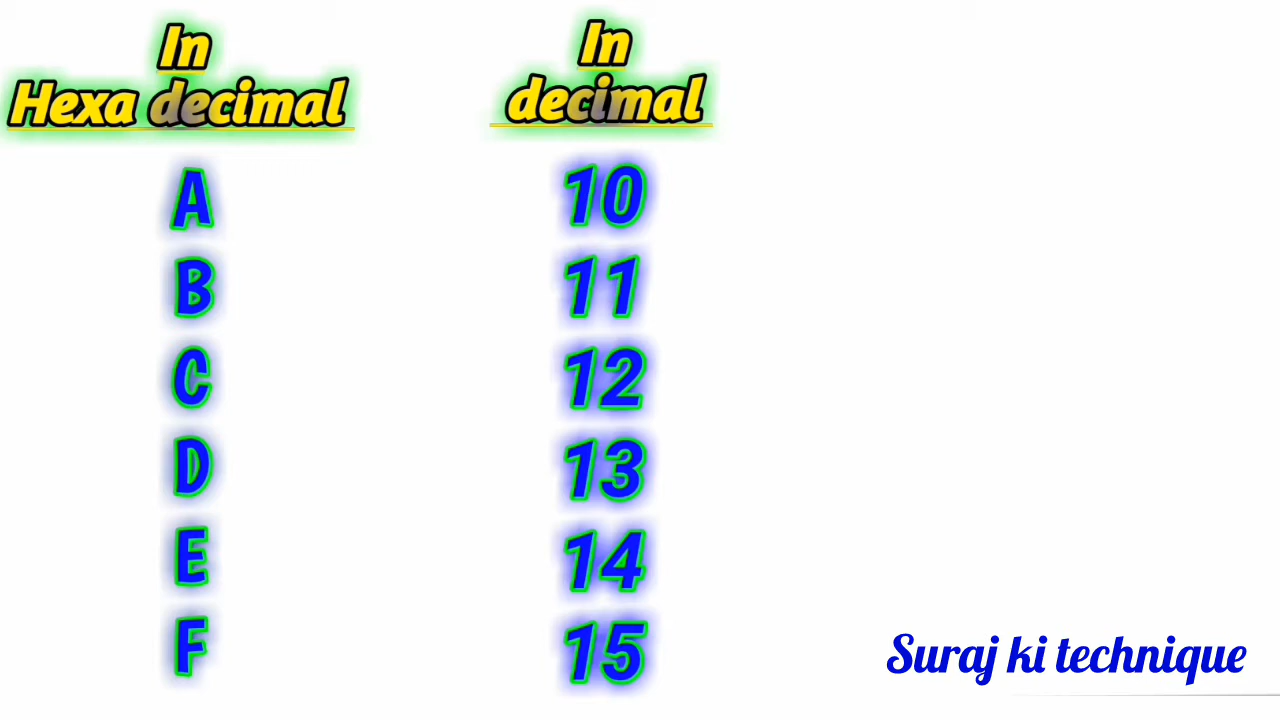 In
Hexa decimal
In
decimal
A 10
B 11
C 12
D 13
E 14
F 15
Suraj ki technique